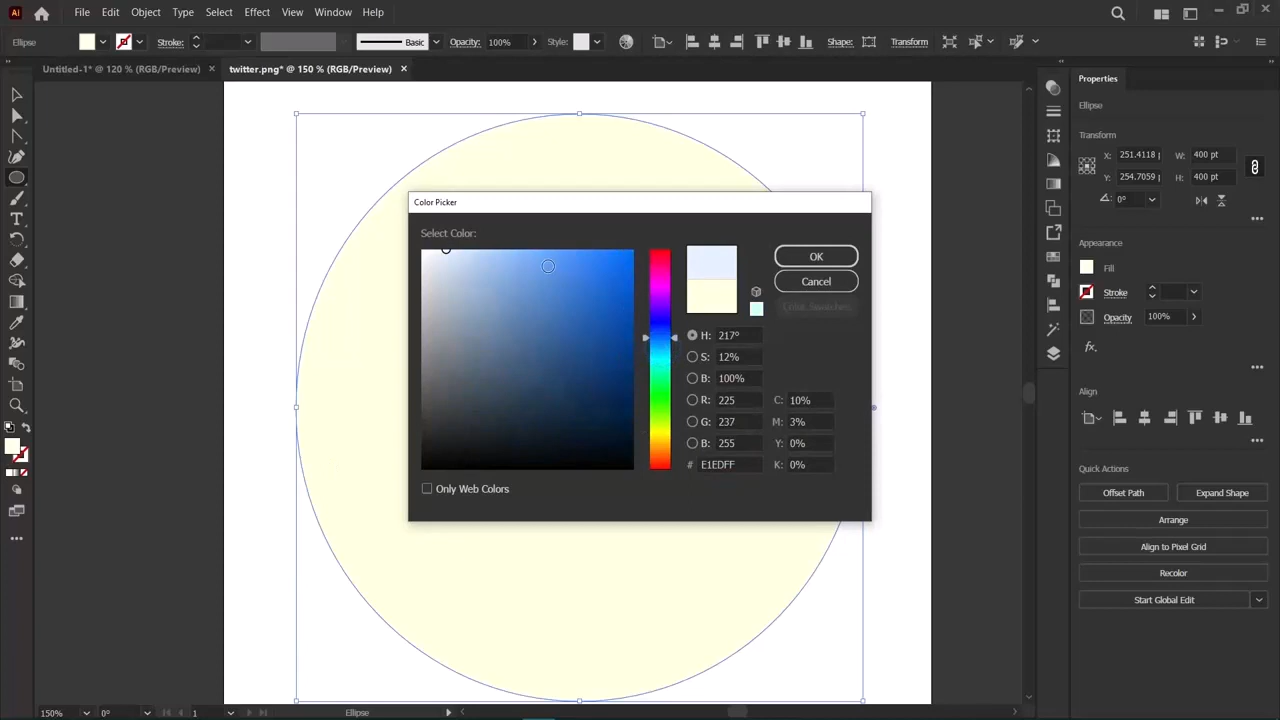 Ai File Edit Object Type Select Effect View Window Help
Ellipse Stroke: Basic Opacity: 100% Style: Shape: Transform
Untitled-1* @ 120 % (RGB/Preview) × twitter.png* @ 150 % (RGB/Preview) ×
Properties
Ellipse
Transform
X: 251.4118 p W: 400 pt
Y: 254.7059 p H: 400 pt
0°
Appearance
Fill
Stroke
Opacity 100%
fx.
Align
Quick Actions
Offset Path Expand Shape
Arrange
Align to Pixel Grid
Recolor
Start Global Edit
Color Picker
Select Color:
OK
Cancel
Color Swatches
H: 217°
S: 12%
B: 100%
R: 225 C: 10%
G: 237 M: 3%
B: 255 Y: 0%
# E1EDFF K: 0%
Only Web Colors
150% 0° 1 Ellipse